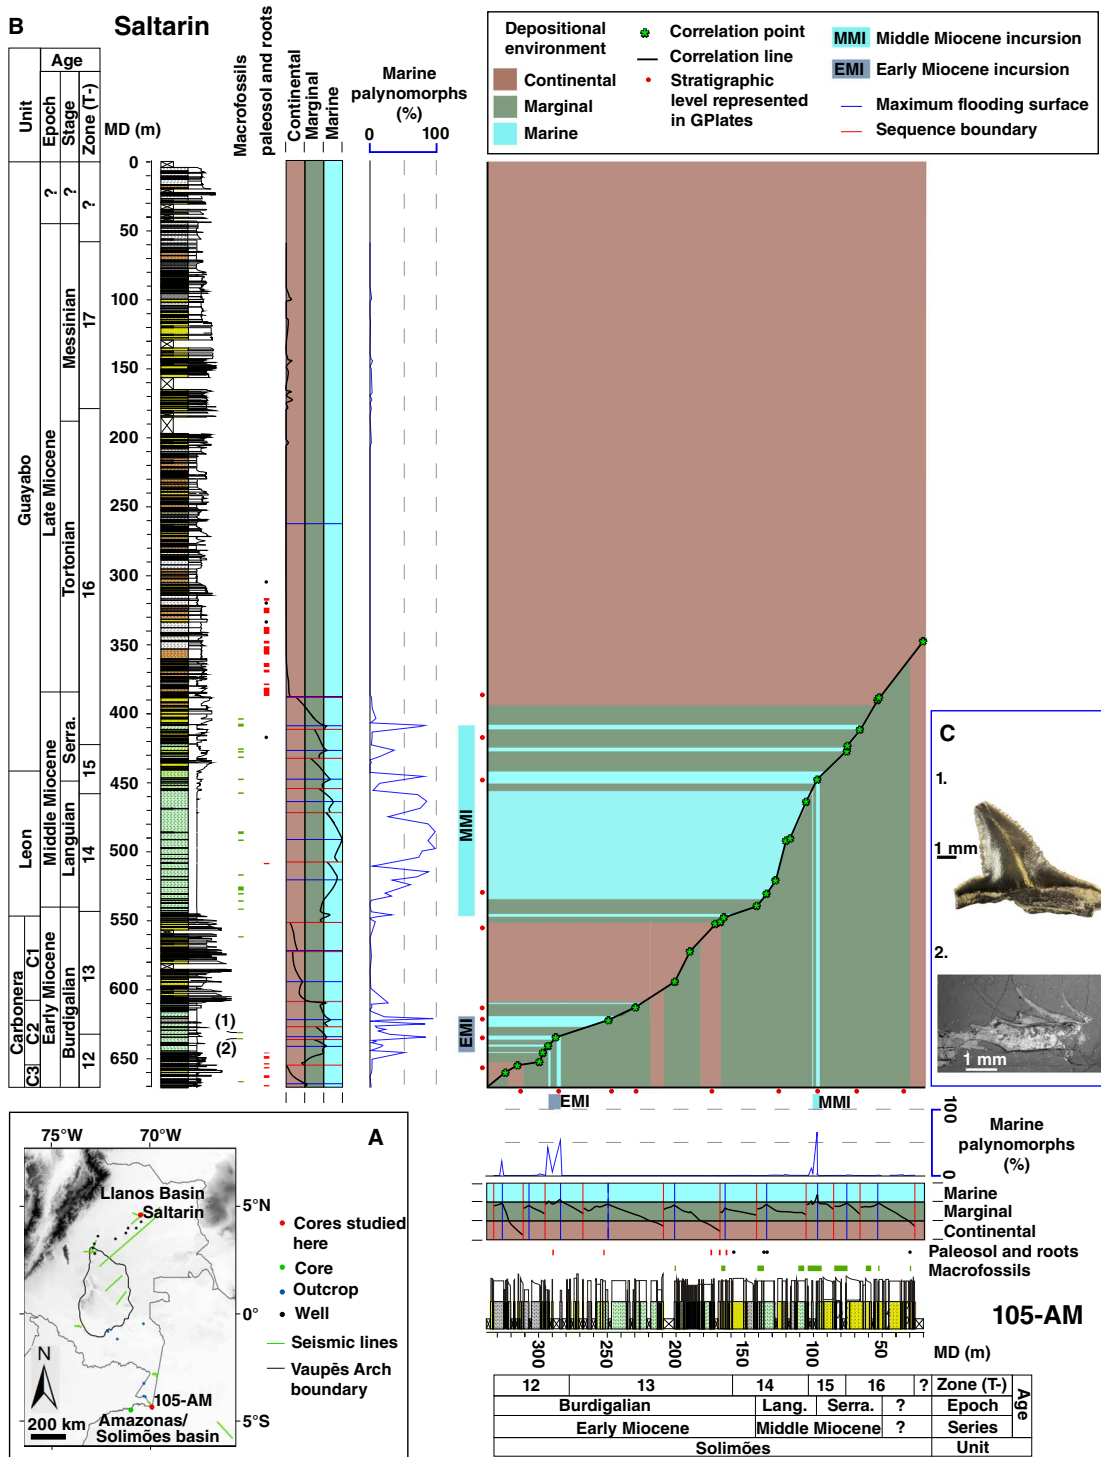 B
Saltarin
Unit
Age
Epoch
Stage
Zone (T-)
MD (m)
Macrofossils
paleosol and roots
Continental
Marginal
Marine
Marine
palynomorphs
(%)
0
100
Depositional
environment
Continental
Marginal
Marine
Correlation point
Correlation line
Stratigraphic
level represented
in GPlates
MMI
Middle Miocene incursion
EMI
Early Miocene incursion
Maximum flooding surface
Sequence boundary
0
50
100
150
200
250
300
350
400
450
500
550
600
650
Guayabo
Leon
Carbonera
C1
C2
C3
?
Late Miocene
Middle Miocene
Early Miocene
?
Messinian
Tortonian
Serra.
Languian
Burdigalian
?
17
16
15
14
13
12
(1)
(2)
MMI
EMI
EMI
MMI
C
1.
1 mm
2.
1 mm
100
0
Marine
palynomorphs
(%)
Marine
Marginal
Continental
Paleosol and roots
Macrofossils
105-AM
300
250
200
150
100
50
MD (m)
12
13
14
15
16
?
Zone (T-)
Burdigalian
Lang.
Serra.
?
Epoch
Early Miocene
Middle Miocene
?
Series
Age
Solimões
Unit
A
75°W
70°W
Llanos Basin
Saltarin
5°N
0°
5°S
N
200 km
105-AM
Amazonas/
Solimões basin
Cores studied
here
Core
Outcrop
Well
Seismic lines
Vaupês Arch
boundary